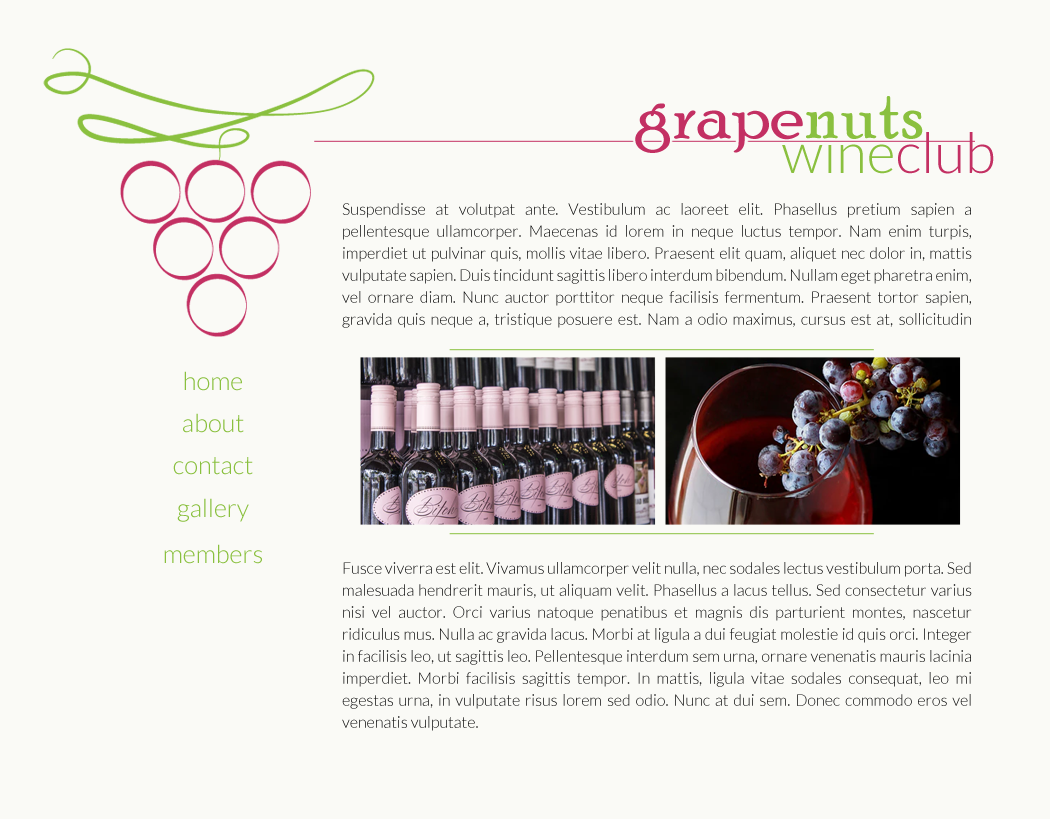 grapenuts
wineclub
Suspendisse at volutpat ante. Vestibulum ac laoreet elit. Phasellus pretium sapien a
pellentesque ullamcorper. Maecenas id lorem in neque luctus tempor. Nam enim turpis,
imperdiet ut pulvinar quis, mollis vitae libero. Praesent elit quam, aliquet nec dolor in, mattis
vulputate sapien. Duis tincidunt sagittis libero interdum bibendum. Nullam eget pharetra enim,
vel ornare diam. Nunc auctor porttitor neque facilisis fermentum. Praesent tortor sapien,
gravida quis neque a, tristique posuere est. Nam a odio maximus, cursus est at, sollicitudin
home
about
contact
gallery
members
Fusce viverra est elit. Vivamus ullamcorper velit nulla, nec sodales lectus vestibulum porta. Sed
malesuada hendrerit mauris, ut aliquam velit. Phasellus a lacus tellus. Sed consectetur varius
nisi vel auctor. Orci varius natoque penatibus et magnis dis parturient montes, nascetur
ridiculus mus. Nulla ac gravida lacus. Morbi at ligula a dui feugiat molestie id quis orci. Integer
in facilisis leo, ut sagittis leo. Pellentesque interdum sem urna, ornare venenatis mauris lacinia
imperdiet. Morbi facilisis sagittis tempor. In mattis, ligula vitae sodales consequat, leo mi
egestas urna, in vulputate risus lorem sed odio. Nunc at dui sem. Donec commodo eros vel
venenatis vulputate.